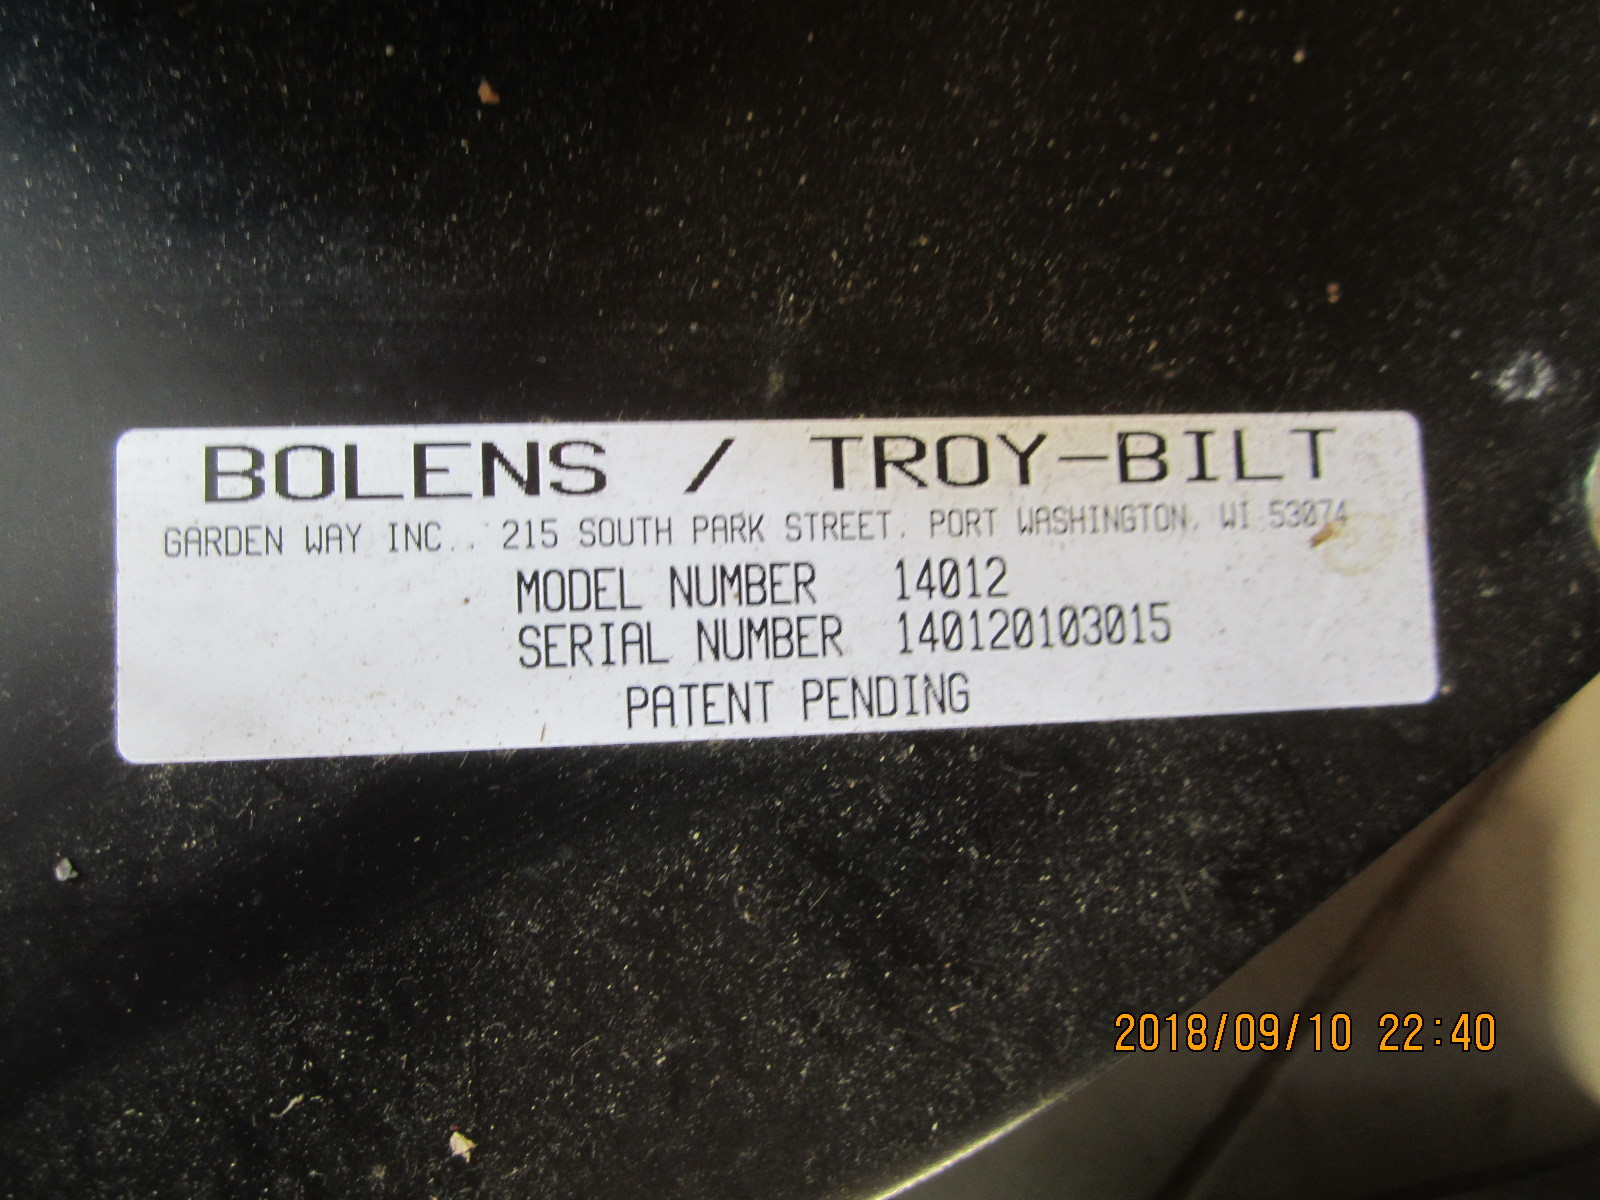 BOLENS / TROY-BILT
GARDEN WAY INC., 215 SOUTH PARK STREET, PORT WASHINGTON, WI 53074
MODEL NUMBER 14012
SERIAL NUMBER 140120103015
PATENT PENDING
2018/09/10 22:40